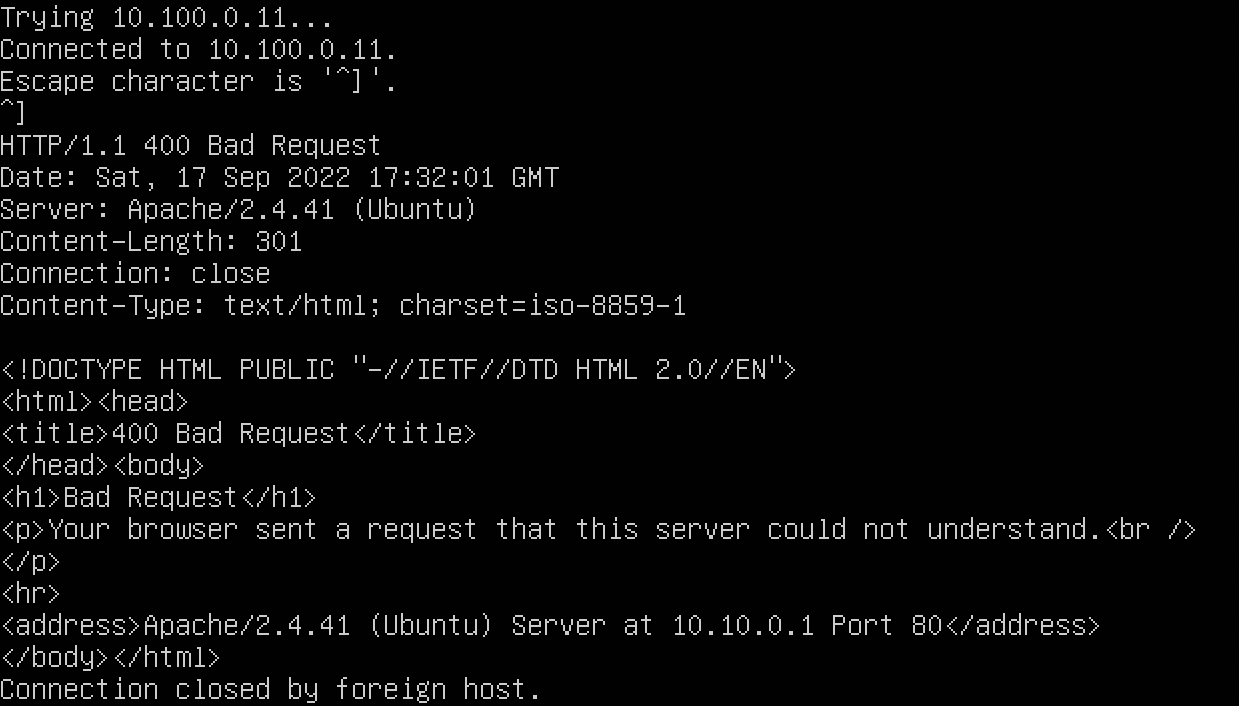 Trying 10.100.0.11...
Connected to 10.100.0.11.
Escape character is '^]'.
^]
HTTP/1.1 400 Bad Request
Date: Sat, 17 Sep 2022 17:32:01 GMT
Server: Apache/2.4.41 (Ubuntu)
Content-Length: 301
Connection: close
Content-Type: text/html; charset=iso-8859-1

<!DOCTYPE HTML PUBLIC "-//IETF//DTD HTML 2.0//EN">
<html><head>
<title>400 Bad Request</title>
</head><body>
<h1>Bad Request</h1>
<p>Your browser sent a request that this server could not understand.<br />
</p>
<hr>
<address>Apache/2.4.41 (Ubuntu) Server at 10.10.0.1 Port 80</address>
</body></html>
Connection closed by foreign host.